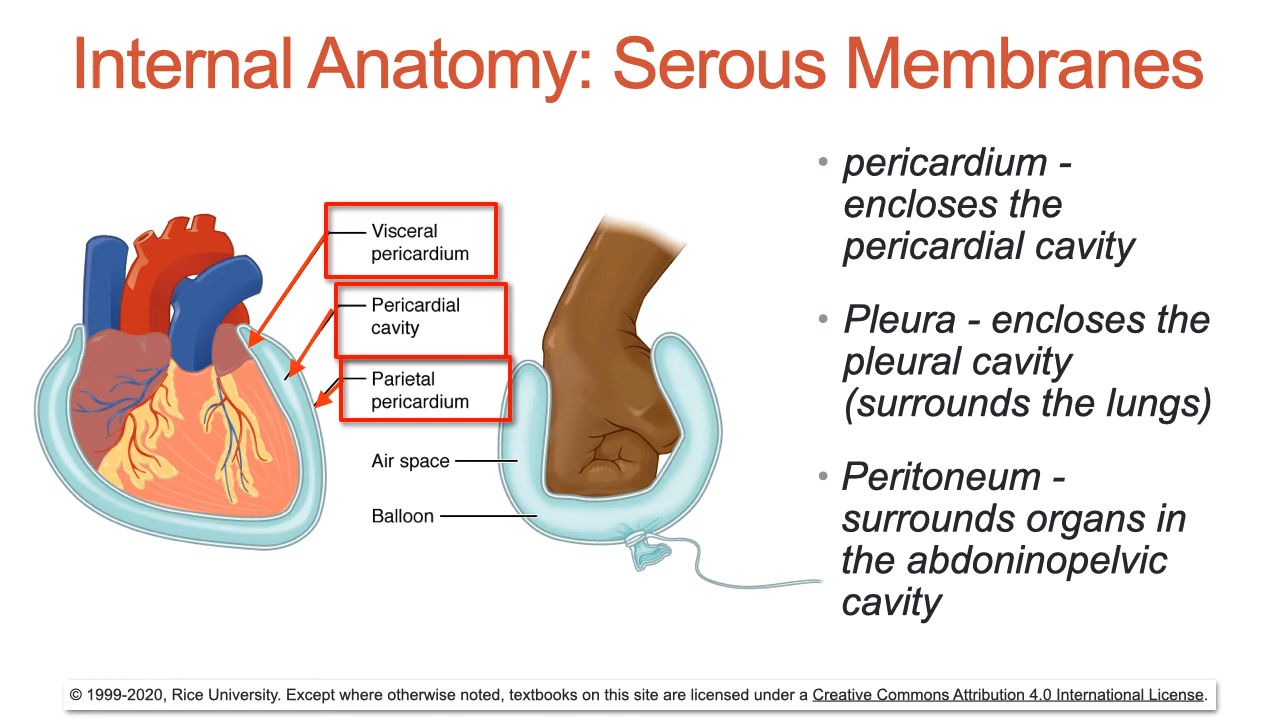 Internal Anatomy: Serous Membranes
Visceral
pericardium
Pericardial
cavity
Parietal
pericardium
Air space
Balloon
• pericardium -
encloses the
pericardial cavity
• Pleura - encloses the
pleural cavity
(surrounds the lungs)
• Peritoneum -
surrounds organs in
the abdoninopelvic
cavity
© 1999-2020, Rice University. Except where otherwise noted, textbooks on this site are licensed under a Creative Commons Attribution 4.0 International License.